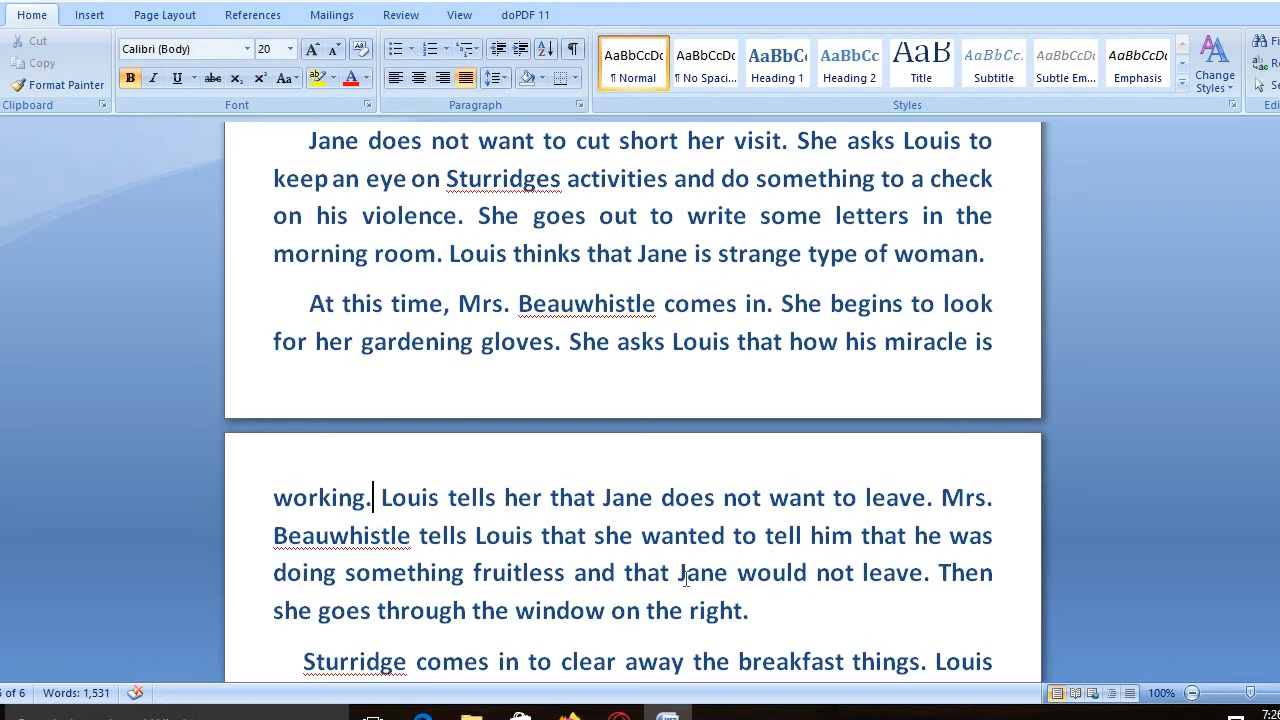 Home Insert Page Layout References Mailings Review View doPDF 11
Cut
Copy
Format Painter
Clipboard
Calibri (Body) 20
Font
Paragraph
AaBbCcDc AaBbCcDc AaBbC AaBbCc AaB AaBbCc. AaBbCcDc AaBbCcDc
¶ Normal ¶ No Spaci... Heading 1 Heading 2 Title Subtitle Subtle Em... Emphasis
Change Styles
Styles
Jane does not want to cut short her visit. She asks Louis to
keep an eye on Sturridges activities and do something to a check
on his violence. She goes out to write some letters in the
morning room. Louis thinks that Jane is strange type of woman.
At this time, Mrs. Beauwhistle comes in. She begins to look
for her gardening gloves. She asks Louis that how his miracle is
working. Louis tells her that Jane does not want to leave. Mrs.
Beauwhistle tells Louis that she wanted to tell him that he was
doing something fruitless and that Jane would not leave. Then
she goes through the window on the right.
Sturridge comes in to clear away the breakfast things. Louis
of 6 Words: 1,531 100%